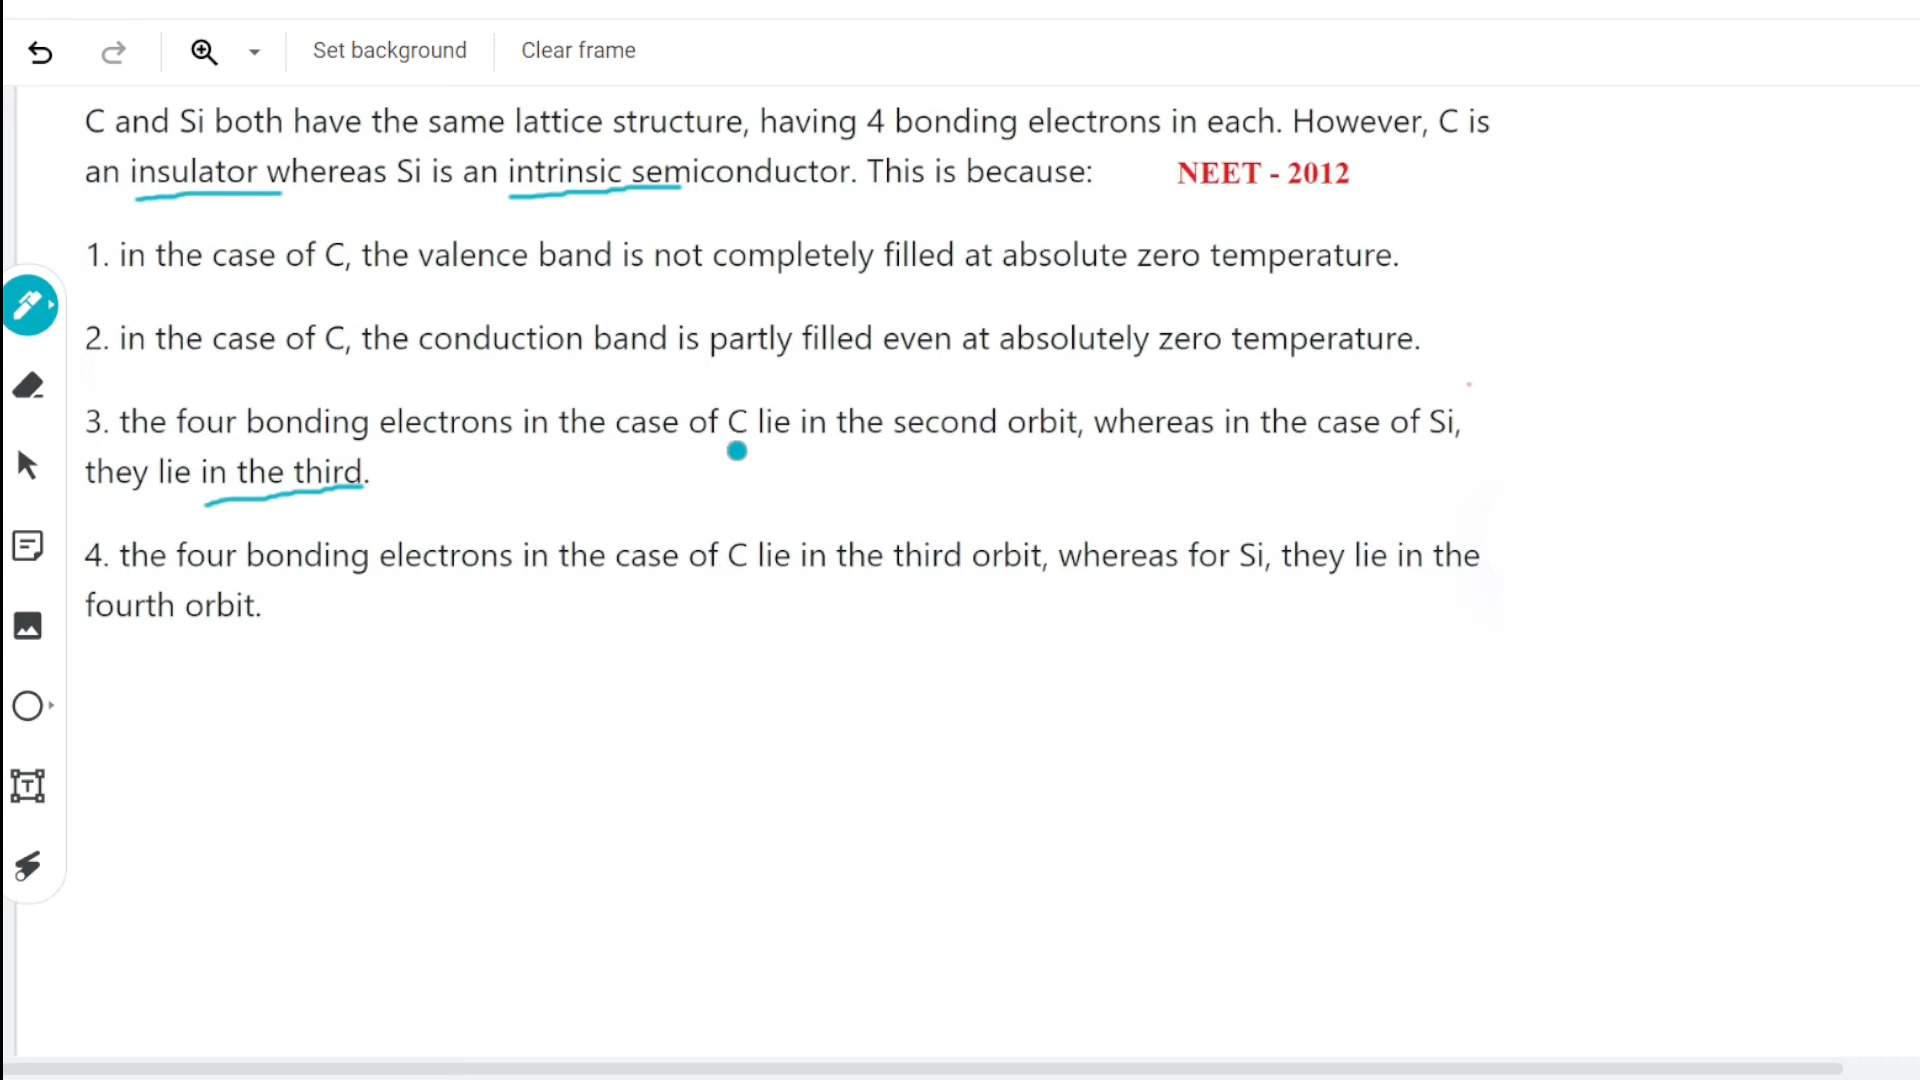 Set background
Clear frame
C and Si both have the same lattice structure, having 4 bonding electrons in each. However, C is
an insulator whereas Si is an intrinsic semiconductor. This is because: NEET - 2012
1. in the case of C, the valence band is not completely filled at absolute zero temperature.
2. in the case of C, the conduction band is partly filled even at absolutely zero temperature.
3. the four bonding electrons in the case of C lie in the second orbit, whereas in the case of Si,
they lie in the third.
4. the four bonding electrons in the case of C lie in the third orbit, whereas for Si, they lie in the
fourth orbit.